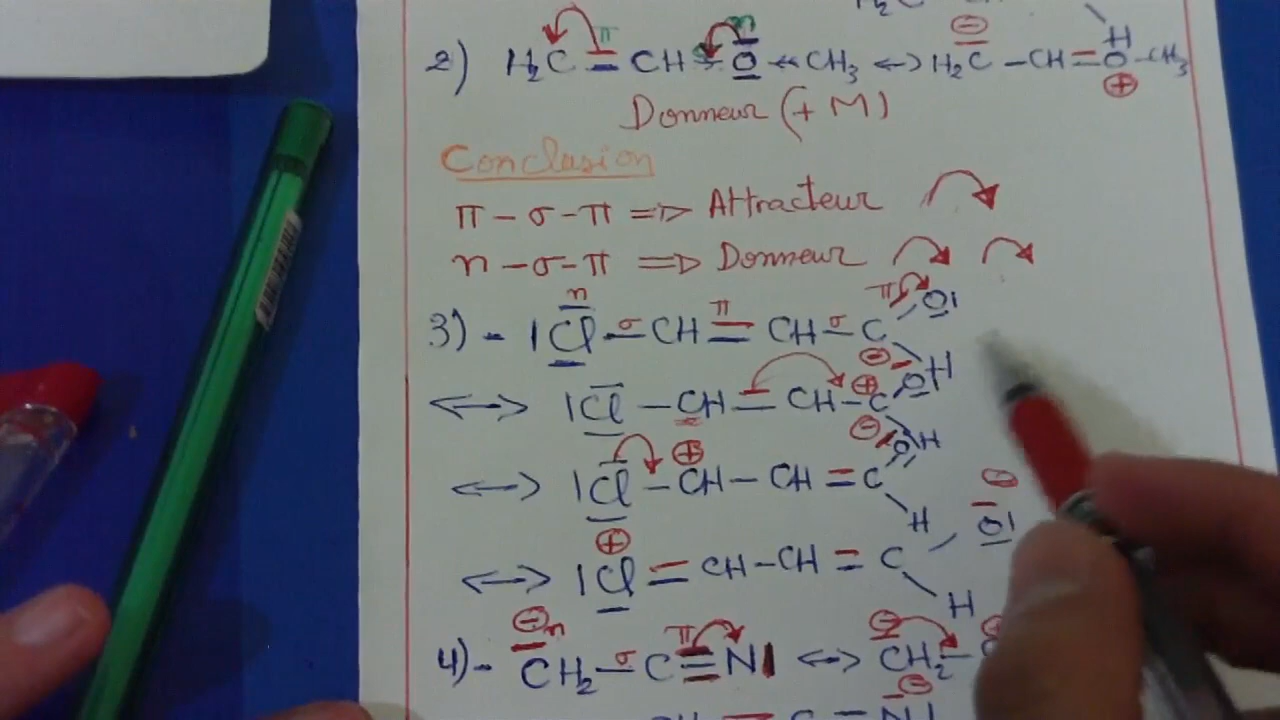 H₂C
2) H₂C = CH - O ← CH₃ ↔ H₂C - CH = O - CH₃
π n ⊖ H ⊕
Donneur (+ M)
Conclusion
π - σ - π ⇒ Attracteur
n - σ - π ⇒ Donneur
n π π O
3) - |Cl σ CH = CH σ C H
↔ |Cl - CH = CH - C O H ⊖ ⊕
↔ |Cl - CH - CH = C O H ⊕ ⊖
↔ |Cl = CH - CH = C O H ⊕ ⊖
4) - CH₂ σ C ≡ N| ↔ CH₂ -
⊖ n π ⊖ ⊖